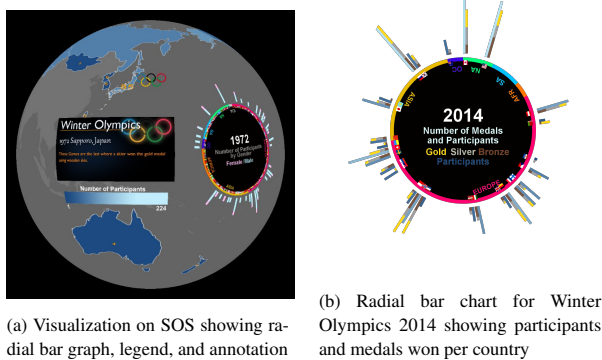 Winter Olympics
1972 Sapporo, Japan
Number of Participants
1
224
1972
Number of Participants
by Gender
Female Male
2014
Number of Medals
and Participants
Gold Silver Bronze
Participants
OC
NA
SA
AFR
ASIA
EUROPE
(a) Visualization on SOS showing ra-
dial bar graph, legend, and annotation
(b) Radial bar chart for Winter
Olympics 2014 showing participants
and medals won per country